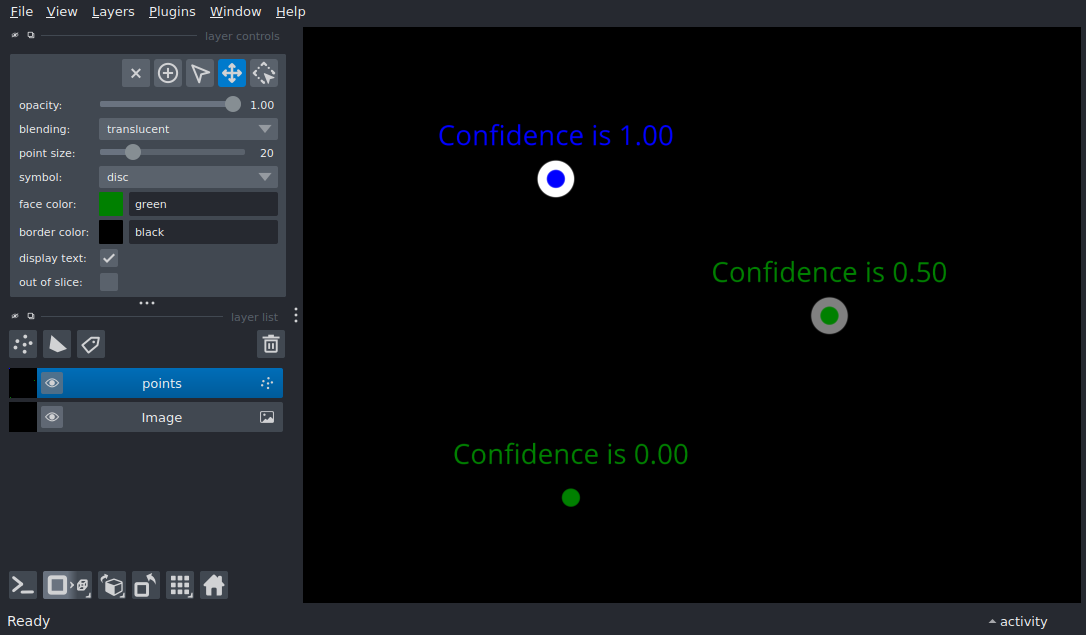 File View Layers Plugins Window Help
layer controls
opacity: 1.00
blending: translucent
point size: 20
symbol: disc
face color: green
border color: black
display text:
out of slice:
layer list
points
Image
Confidence is 1.00
Confidence is 0.50
Confidence is 0.00
Ready
activity